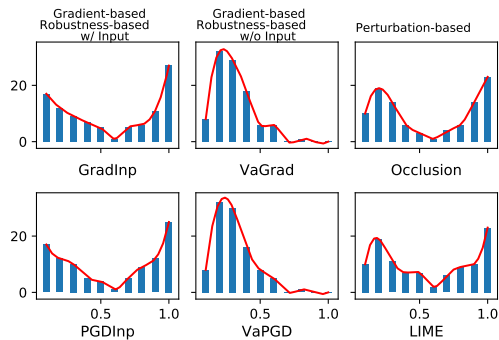 Gradient-based
Robustness-based
w/ Input
Gradient-based
Robustness-based
w/o Input
Perturbation-based
20
0
GradInp
VaGrad
Occlusion
20
0
0.5
1.0
0.5
1.0
0.5
1.0
PGDInp
VaPGD
LIME